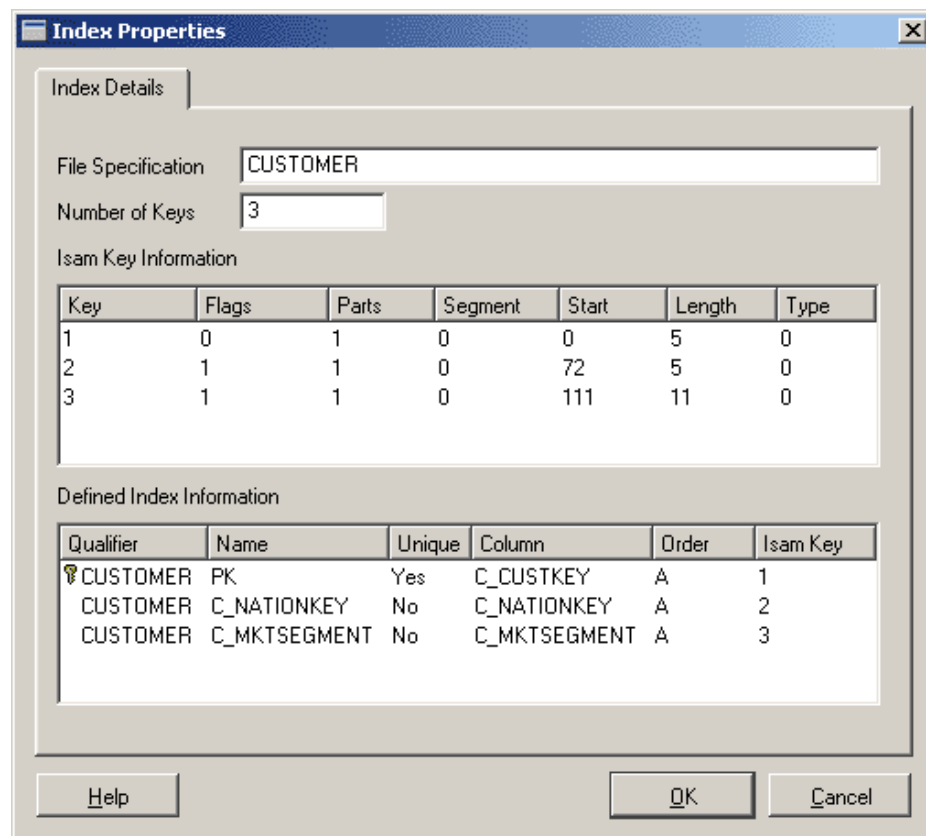 Index Properties
Index Details
File Specification CUSTOMER
Number of Keys 3
Isam Key Information
Key Flags Parts Segment Start Length Type
1 0 1 0 0 5 0
2 1 1 0 72 5 0
3 1 1 0 111 11 0
Defined Index Information
Qualifier Name Unique Column Order Isam Key
CUSTOMER PK Yes C_CUSTKEY A 1
CUSTOMER C_NATIONKEY No C_NATIONKEY A 2
CUSTOMER C_MKTSEGMENT No C_MKTSEGMENT A 3
Help OK Cancel